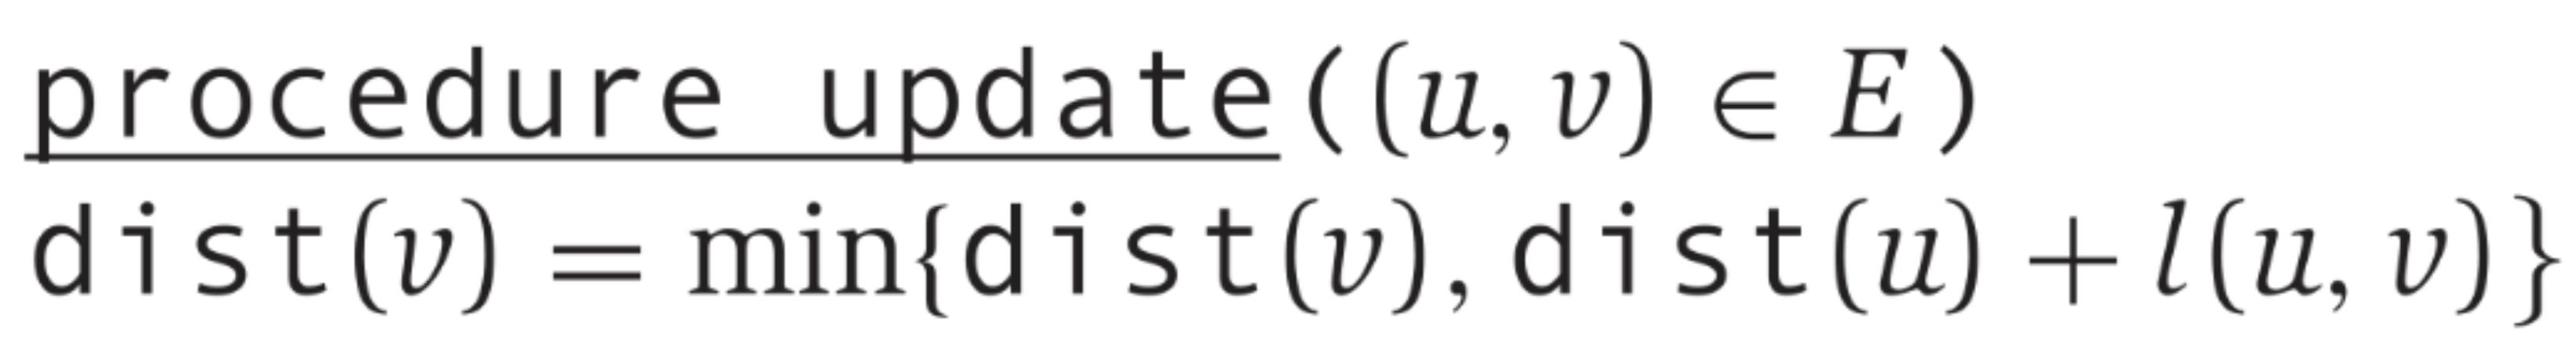 procedure update((u, v) ∈ E)
dist(v) = min{dist(v), dist(u) + l(u, v)}